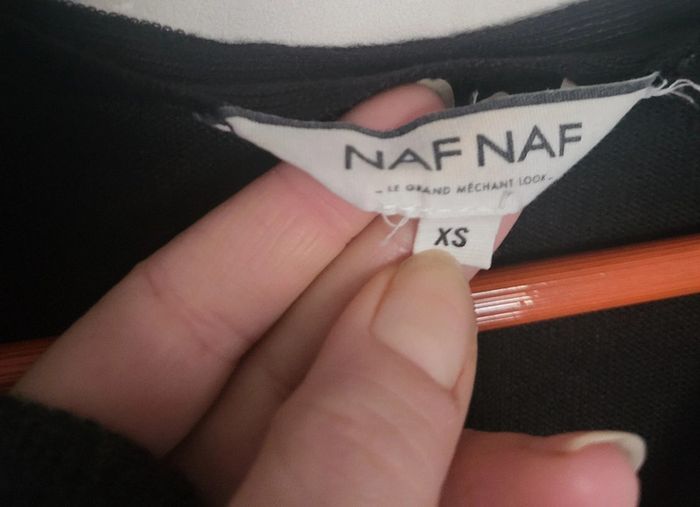 NAF NAF
- LE GRAND MÉCHANT LOOK -
XS